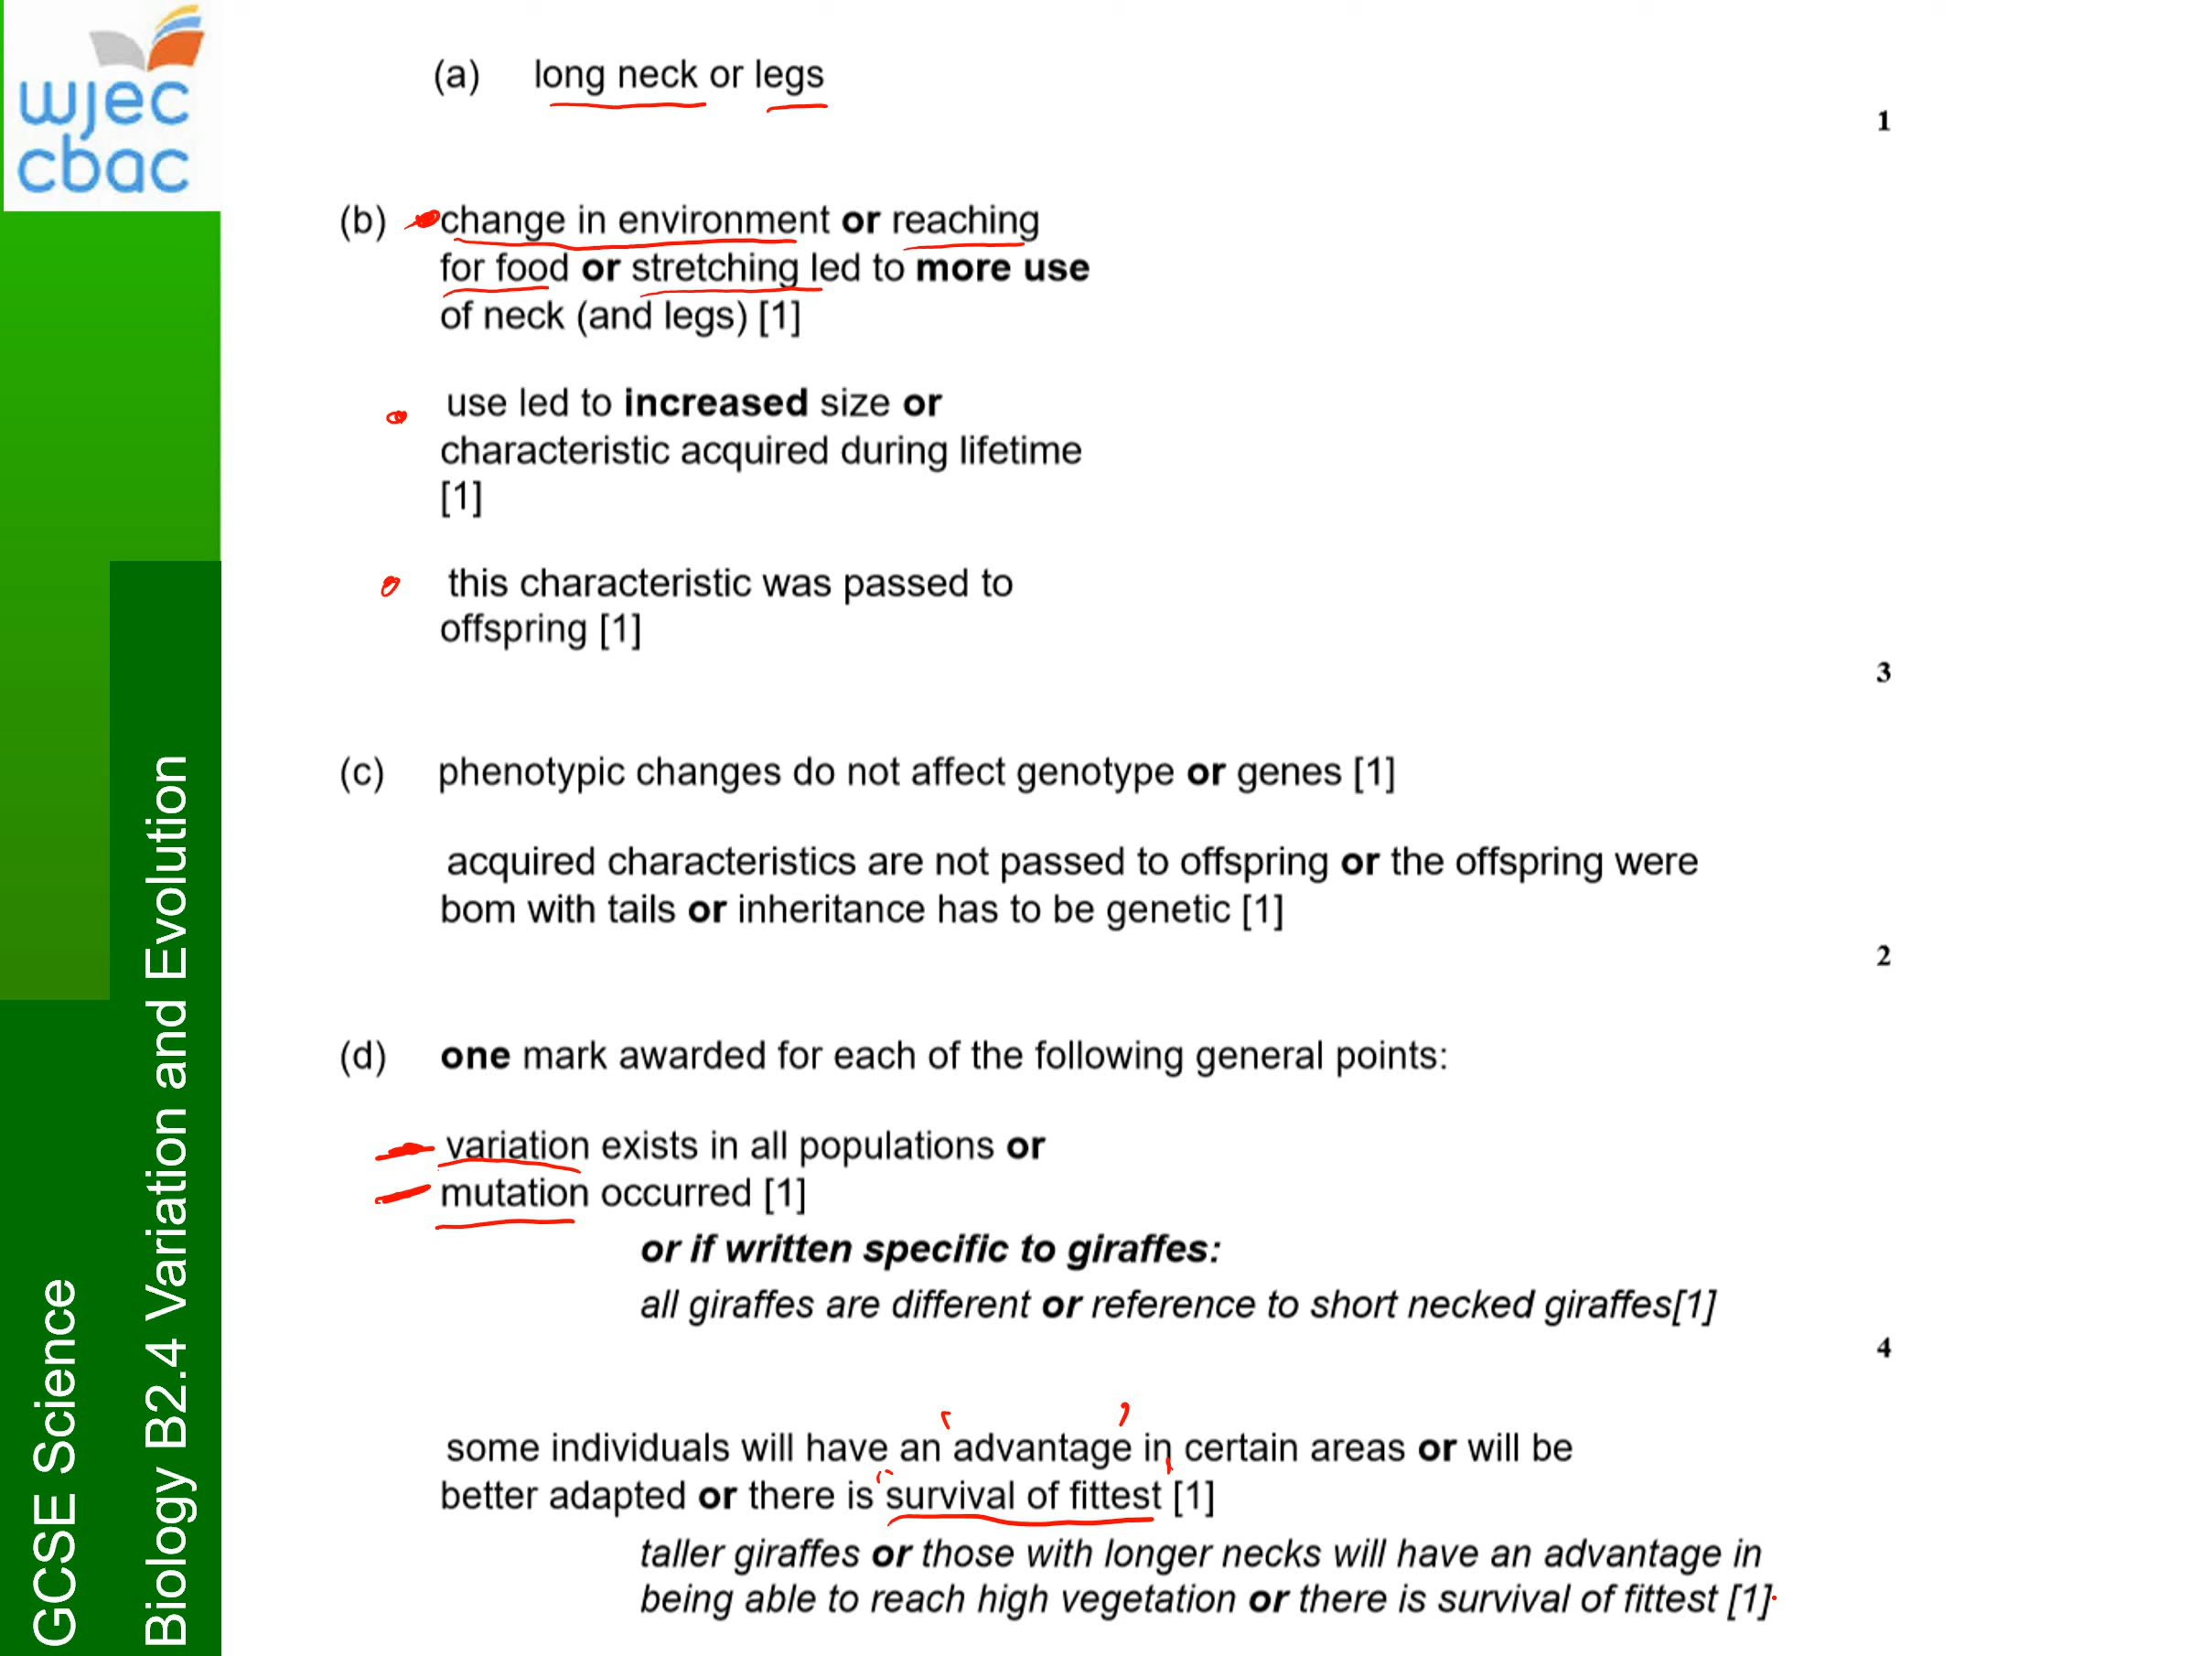 wjec
cbac
GCSE Science
Biology B2.4 Variation and Evolution
(a) long neck or legs
1
(b) change in environment or reaching
for food or stretching led to more use
of neck (and legs) [1]
use led to increased size or
characteristic acquired during lifetime
[1]
this characteristic was passed to
offspring [1]
3
(c) phenotypic changes do not affect genotype or genes [1]
acquired characteristics are not passed to offspring or the offspring were
bom with tails or inheritance has to be genetic [1]
2
(d) one mark awarded for each of the following general points:
variation exists in all populations or
mutation occurred [1]
or if written specific to giraffes:
all giraffes are different or reference to short necked giraffes[1]
4
some individuals will have an advantage in certain areas or will be
better adapted or there is survival of fittest [1]
taller giraffes or those with longer necks will have an advantage in
being able to reach high vegetation or there is survival of fittest [1]